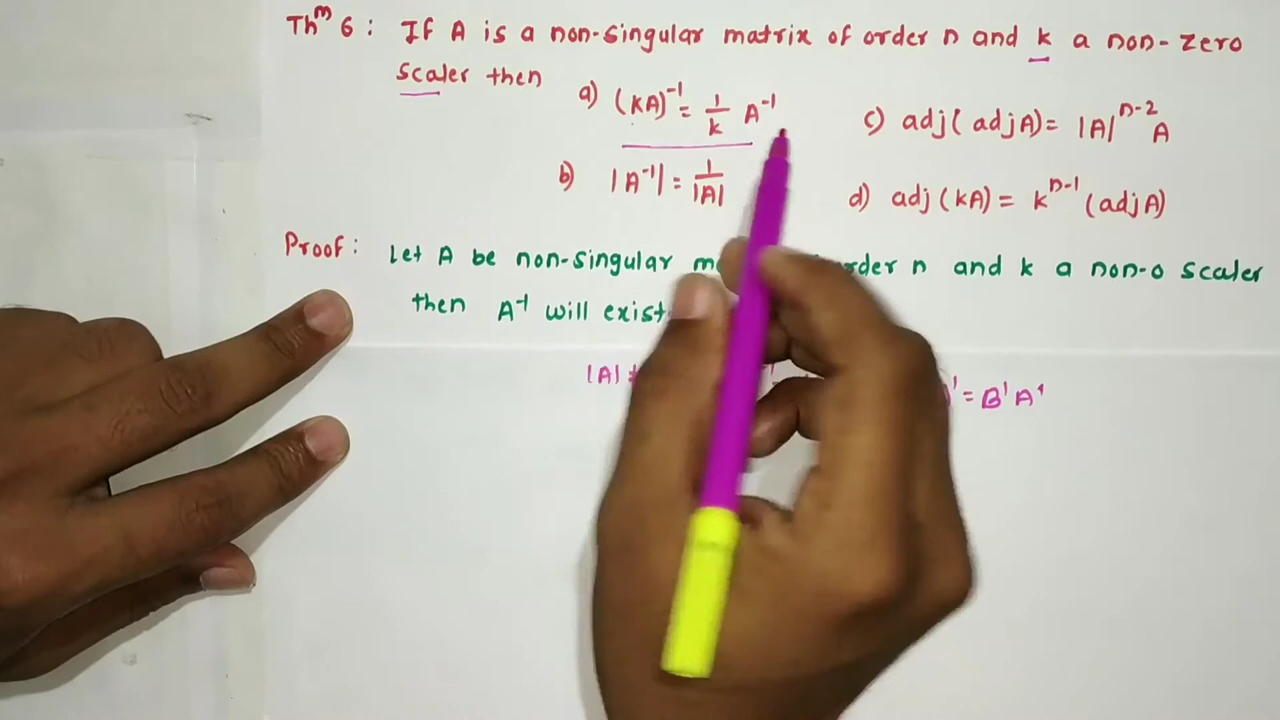 Thᵐ 6 : If A is a non-singular matrix of order n and k a non-zero
scaler then
a) (kA)⁻¹ = 1/k A⁻¹
b) |A⁻¹| = 1/|A|
c) adj(adjA) = |A|ⁿ⁻² A
d) adj(kA) = kⁿ⁻¹ (adjA)
Proof : Let A be non-singular order n and k a non-0 scaler
then A⁻¹ will exist
|A| = B' A'